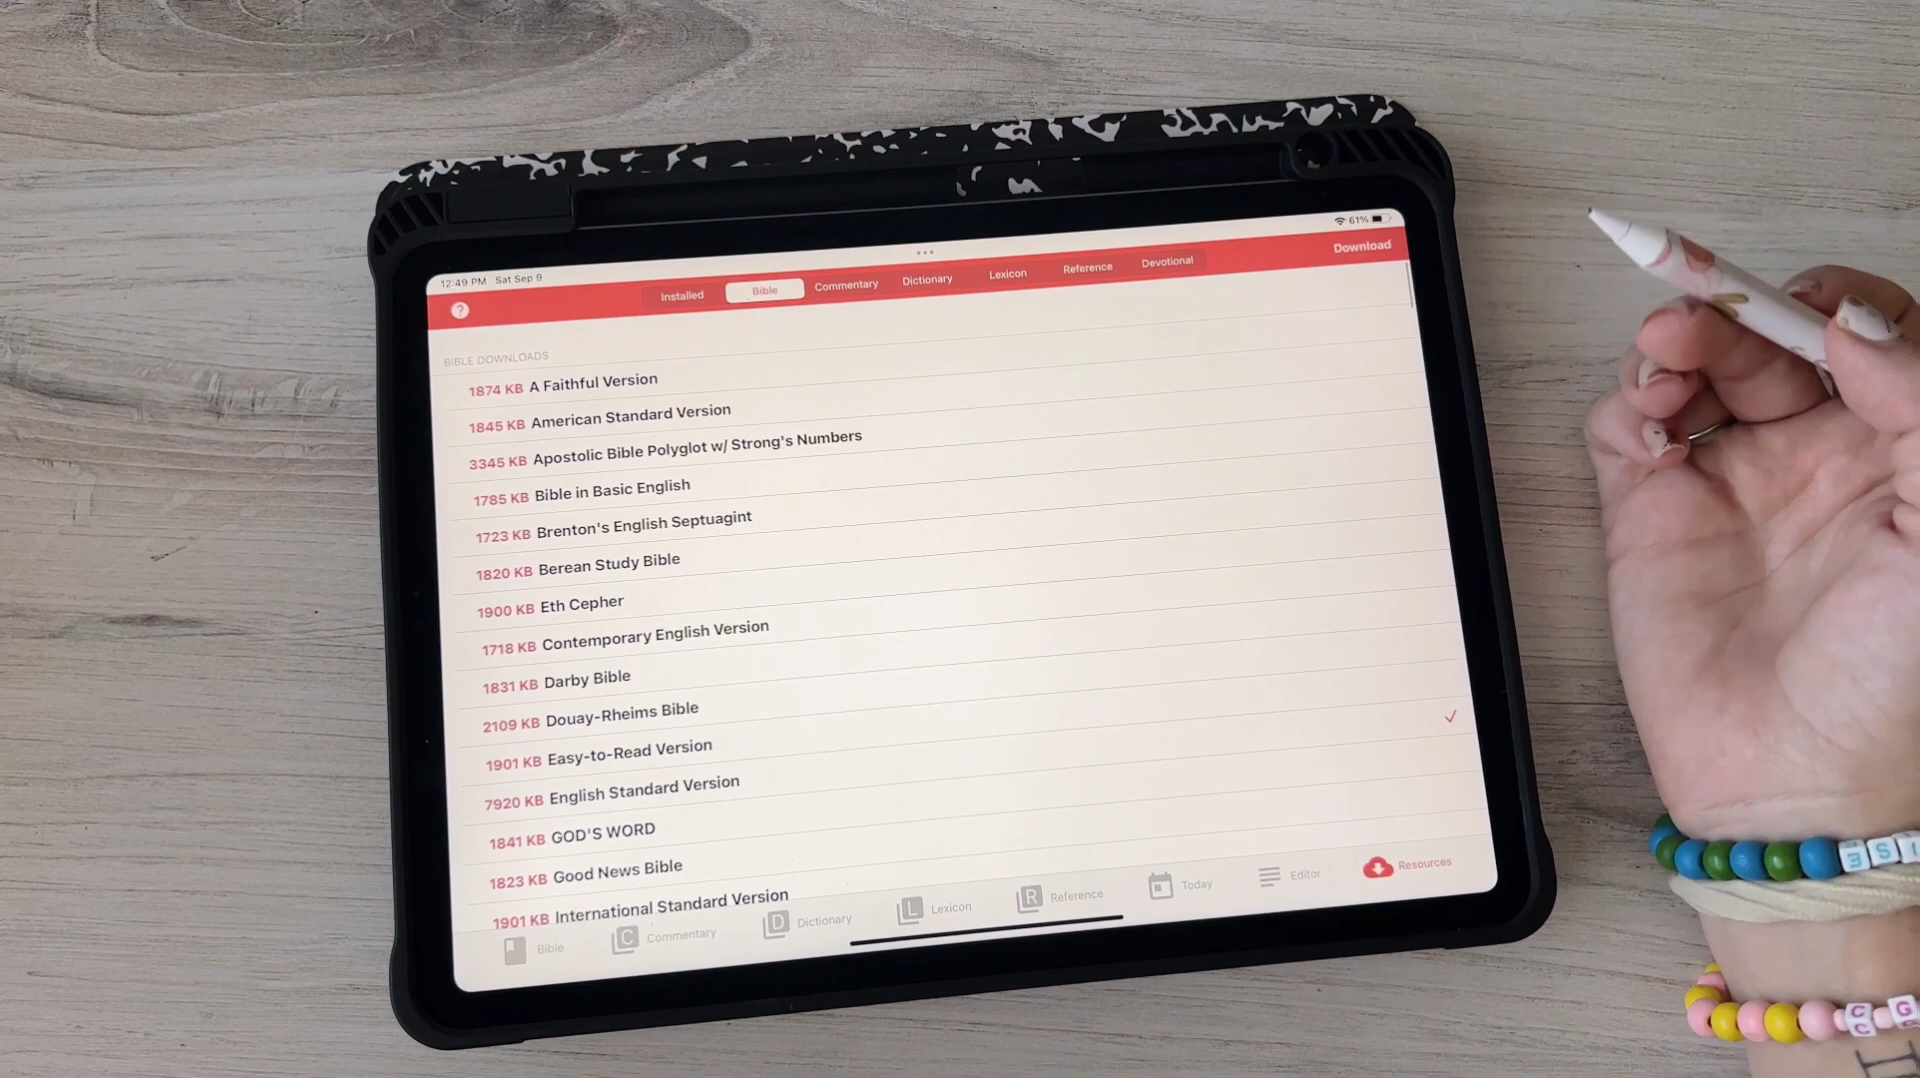 12:49 PM Sat Sep 9
61%
? Installed Bible Commentary Dictionary Lexicon Reference Devotional Download
BIBLE DOWNLOADS
1874 KB A Faithful Version
1845 KB American Standard Version
3345 KB Apostolic Bible Polyglot w/ Strong's Numbers
1785 KB Bible in Basic English
1723 KB Brenton's English Septuagint
1820 KB Berean Study Bible
1900 KB Eth Cepher
1718 KB Contemporary English Version
1831 KB Darby Bible
2109 KB Douay-Rheims Bible
1901 KB Easy-to-Read Version
7920 KB English Standard Version
1841 KB GOD'S WORD
1823 KB Good News Bible
1901 KB International Standard Version
Bible C Commentary D Dictionary L Lexicon R Reference Today Editor Resources